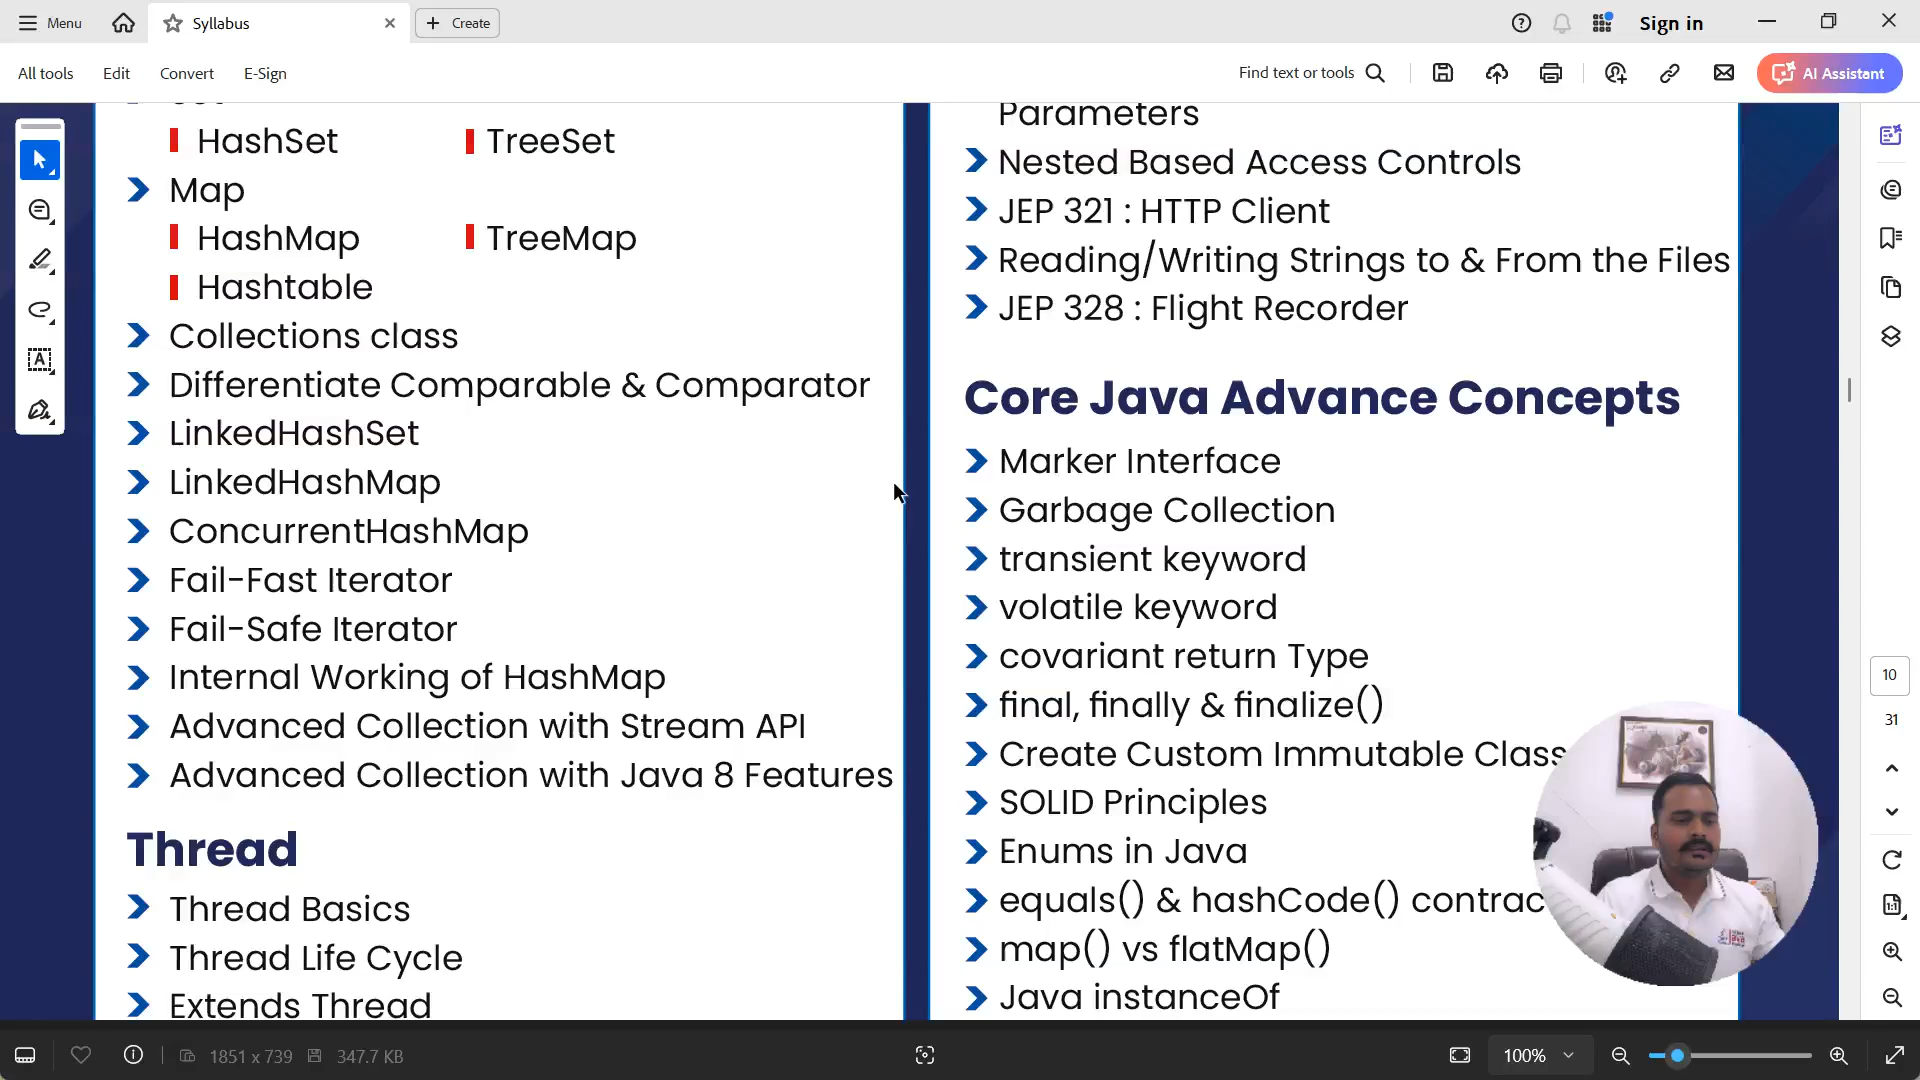 Menu
Syllabus
Create
Sign in
All tools
Edit
Convert
E-Sign
Find text or tools
AI Assistant
HashSet
TreeSet
Map
HashMap
TreeMap
Hashtable
Collections class
Differentiate Comparable & Comparator
LinkedHashSet
LinkedHashMap
ConcurrentHashMap
Fail-Fast Iterator
Fail-Safe Iterator
Internal Working of HashMap
Advanced Collection with Stream API
Advanced Collection with Java 8 Features
Thread
Thread Basics
Thread Life Cycle
Extends Thread
Parameters
Nested Based Access Controls
JEP 321 : HTTP Client
Reading/Writing Strings to & From the Files
JEP 328 : Flight Recorder
Core Java Advance Concepts
Marker Interface
Garbage Collection
transient keyword
volatile keyword
covariant return Type
final, finally & finalize()
Create Custom Immutable Class
SOLID Principles
Enums in Java
equals() & hashCode() contrac
map() vs flatMap()
Java instanceOf
10
31
1851 x 739
347.7 KB
100%